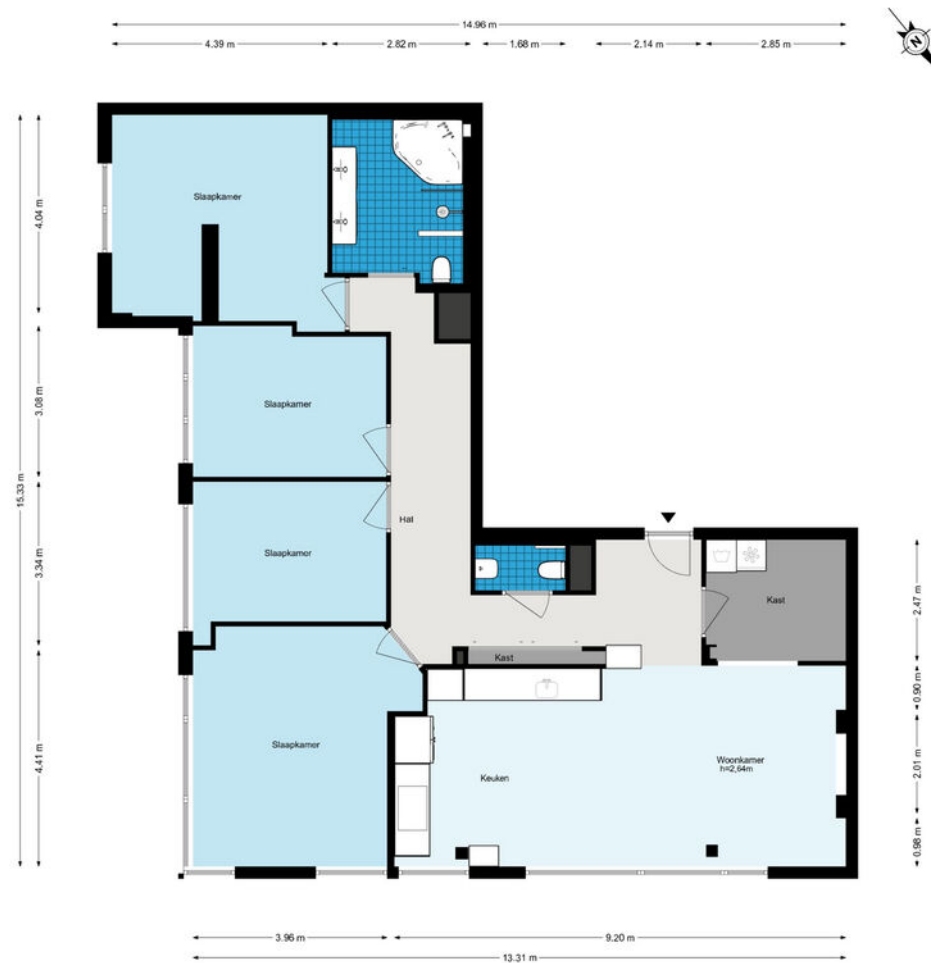 14.96 m
4.39 m
2.82 m
1.68 m
2.14 m
2.85 m
N
Slaapkamer
4.04 m
Slaapkamer
3.08 m
15.33 m
Hal
Slaapkamer
3.34 m
Kast
2.47 m
Kast
0.90 m
Slaapkamer
4.41 m
Keuken
Woonkamer
h=2,64m
2.01 m
0.98 m
3.96 m
9.20 m
13.31 m